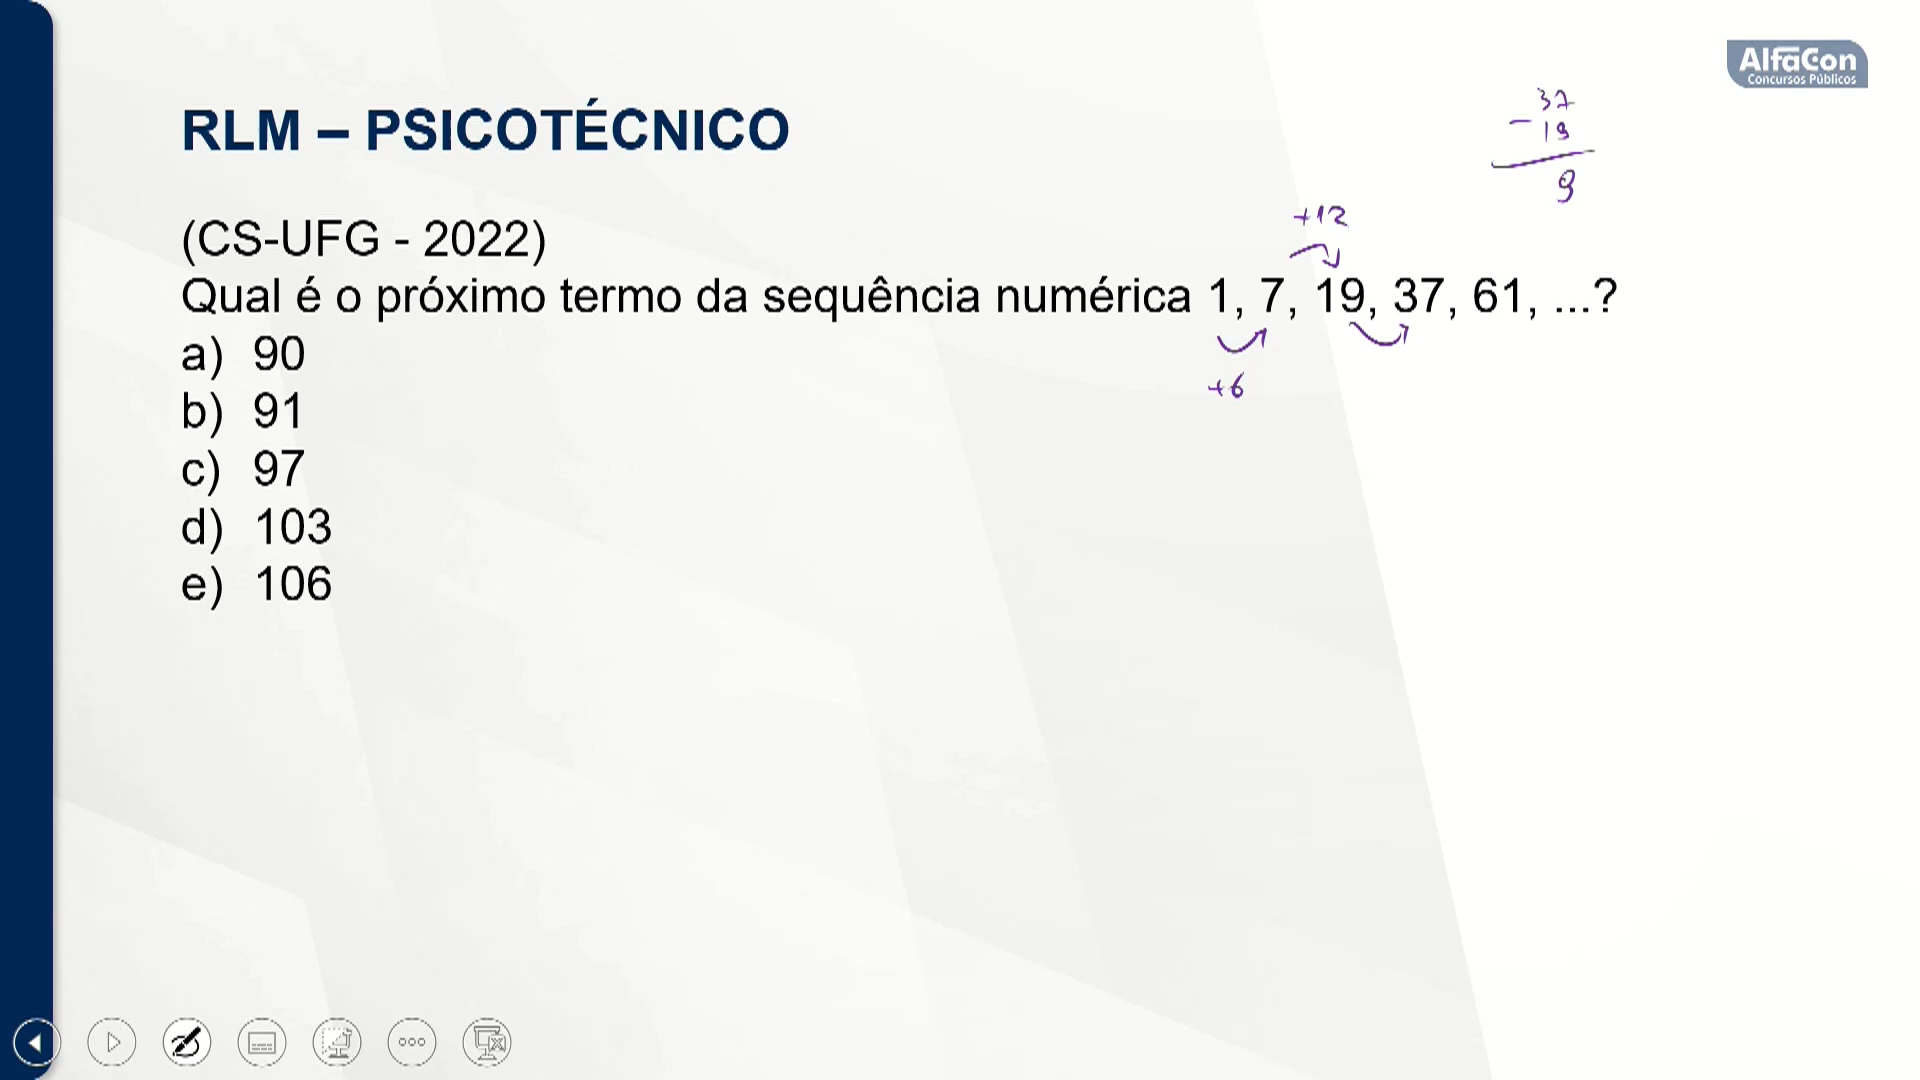 AlfaCon
Concursos Públicos
RLM – PSICOTÉCNICO
37
- 19
9
(CS-UFG - 2022)
+12
Qual é o próximo termo da sequência numérica 1, 7, 19, 37, 61, ...?
+6
a) 90
b) 91
c) 97
d) 103
e) 106